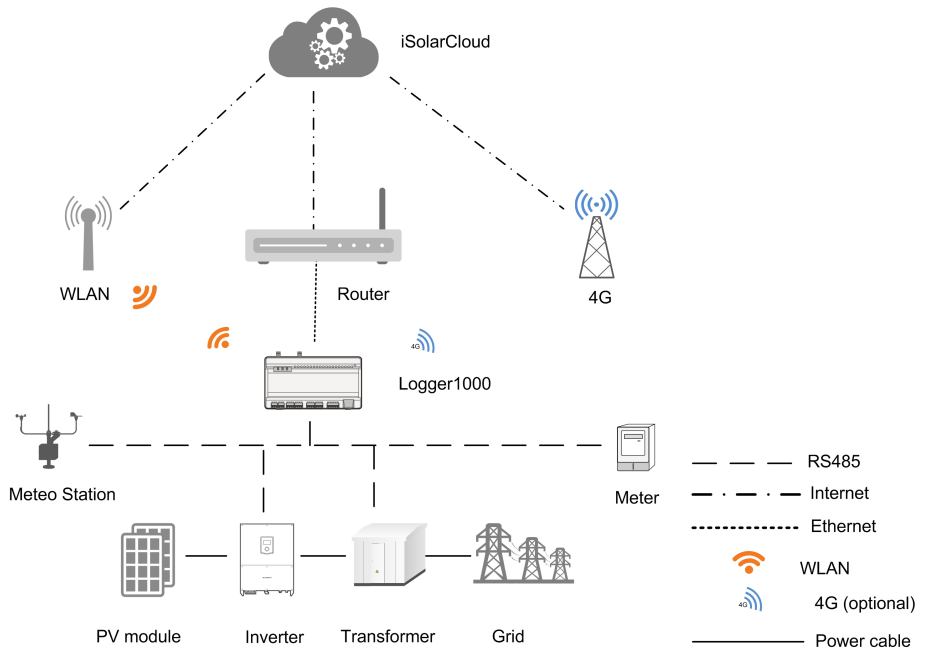 iSolarCloud
WLAN
Router
4G
4G
Logger1000
Meteo Station
Meter
RS485
Internet
Ethernet
WLAN
4G
4G (optional)
PV module
Inverter
Transformer
Grid
Power cable